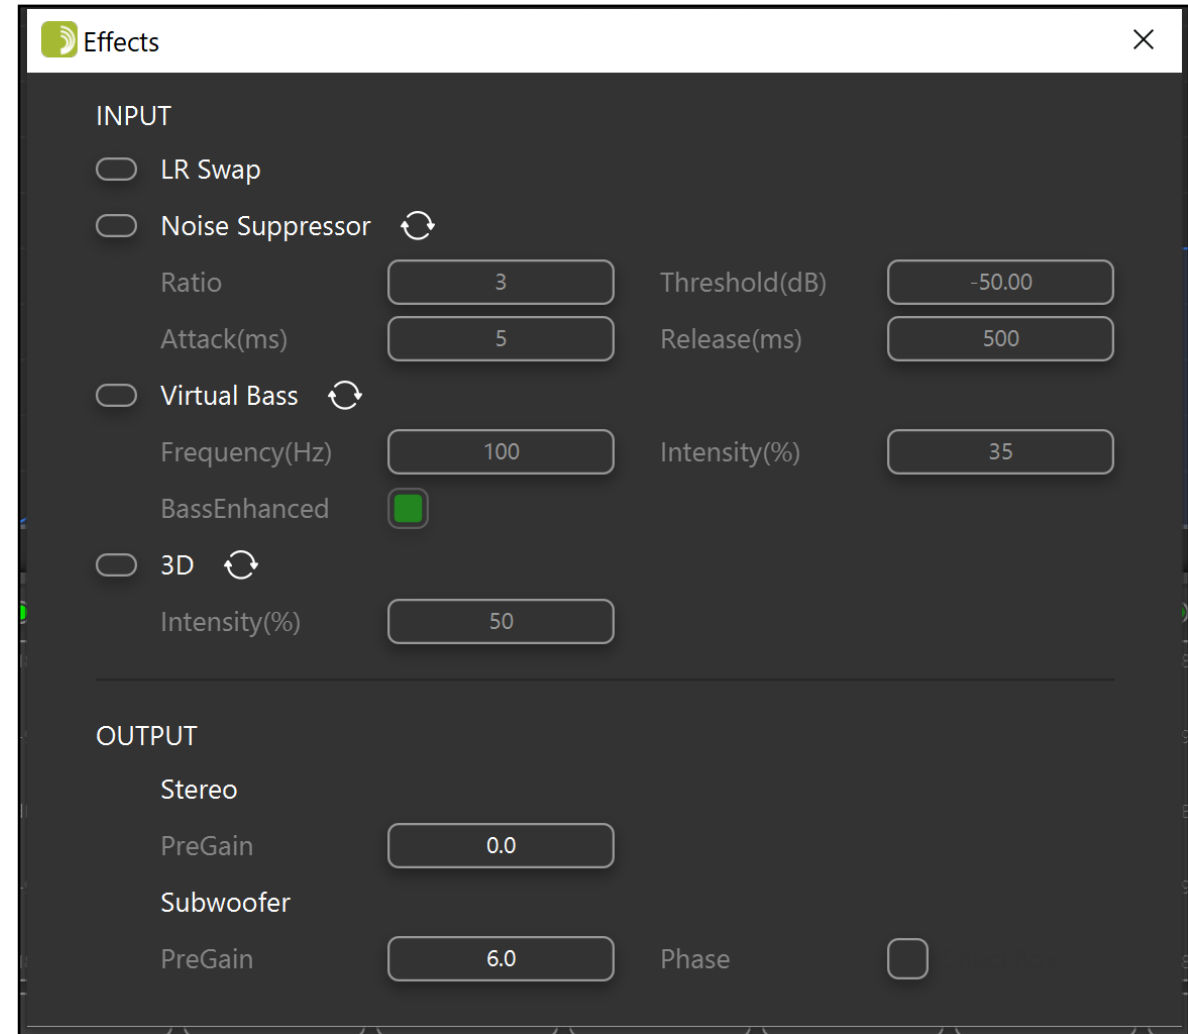 Effects
INPUT
LR Swap
Noise Suppressor
Ratio 3 Threshold(dB) -50.00
Attack(ms) 5 Release(ms) 500
Virtual Bass
Frequency(Hz) 100 Intensity(%) 35
BassEnhanced
3D
Intensity(%) 50
OUTPUT
Stereo
PreGain 0.0
Subwoofer
PreGain 6.0 Phase